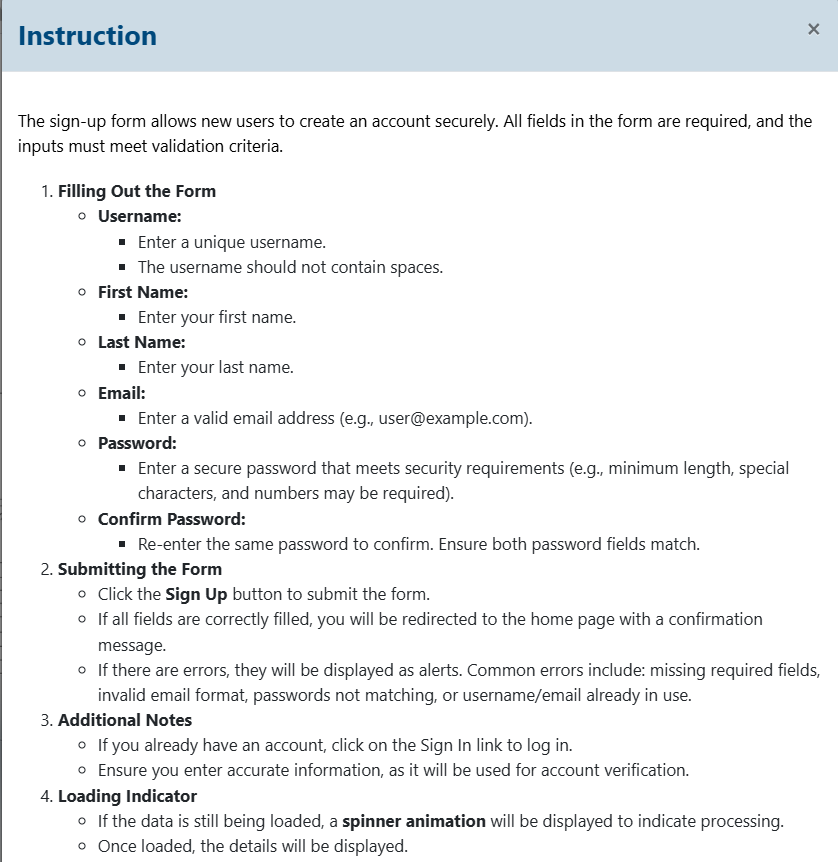 Instruction
×
The sign-up form allows new users to create an account securely. All fields in the form are required, and the
inputs must meet validation criteria.
1. Filling Out the Form
Username:
Enter a unique username.
The username should not contain spaces.
First Name:
Enter your first name.
Last Name:
Enter your last name.
Email:
Enter a valid email address (e.g., user@example.com).
Password:
Enter a secure password that meets security requirements (e.g., minimum length, special
characters, and numbers may be required).
Confirm Password:
Re-enter the same password to confirm. Ensure both password fields match.
2. Submitting the Form
Click the Sign Up button to submit the form.
If all fields are correctly filled, you will be redirected to the home page with a confirmation
message.
If there are errors, they will be displayed as alerts. Common errors include: missing required fields,
invalid email format, passwords not matching, or username/email already in use.
3. Additional Notes
If you already have an account, click on the Sign In link to log in.
Ensure you enter accurate information, as it will be used for account verification.
4. Loading Indicator
If the data is still being loaded, a spinner animation will be displayed to indicate processing.
Once loaded, the details will be displayed.